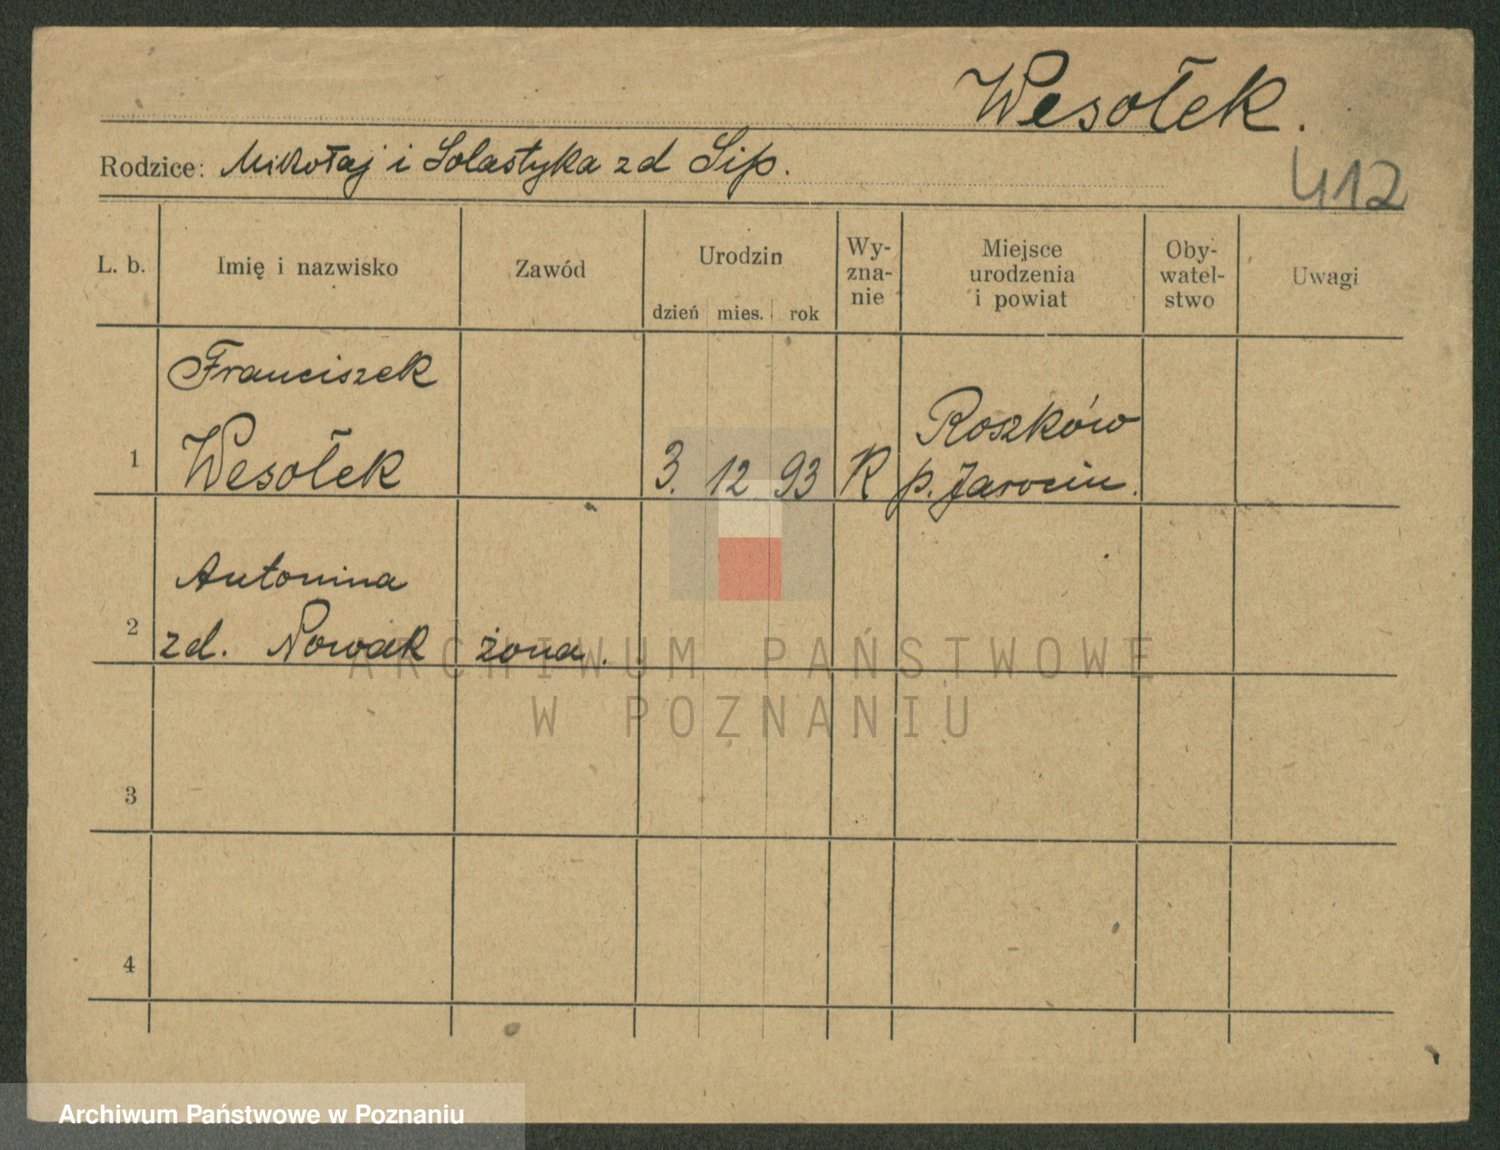 Wesołek.
Rodzice: Mikołaj i Solastyka zd Sip.
412
L. b.
Imię i nazwisko
Zawód
Urodzin
dzień mies. rok
Wy-
zna-
nie
Miejsce
urodzenia
i powiat
Oby-
watel-
stwo
Uwagi
Franciszek
1 Wesołek 3. 12 93 R Roszków
p. Jarocin.
Antonina
2 zd. Nowak żona.
ARCHIWUM PAŃSTWOWE
W POZNANIU
3
4
Archiwum Państwowe w Poznaniu